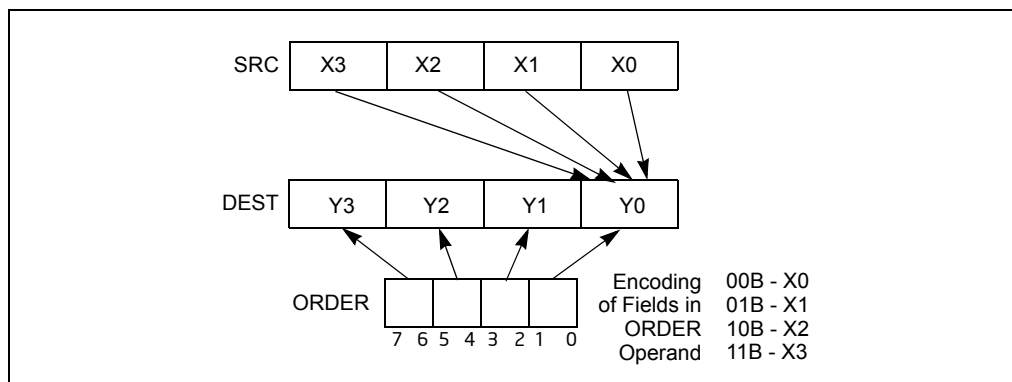 SRC X3 X2 X1 X0
DEST Y3 Y2 Y1 Y0
ORDER
7 6 5 4 3 2 1 0
Encoding 00B - X0
of Fields in 01B - X1
ORDER 10B - X2
Operand 11B - X3